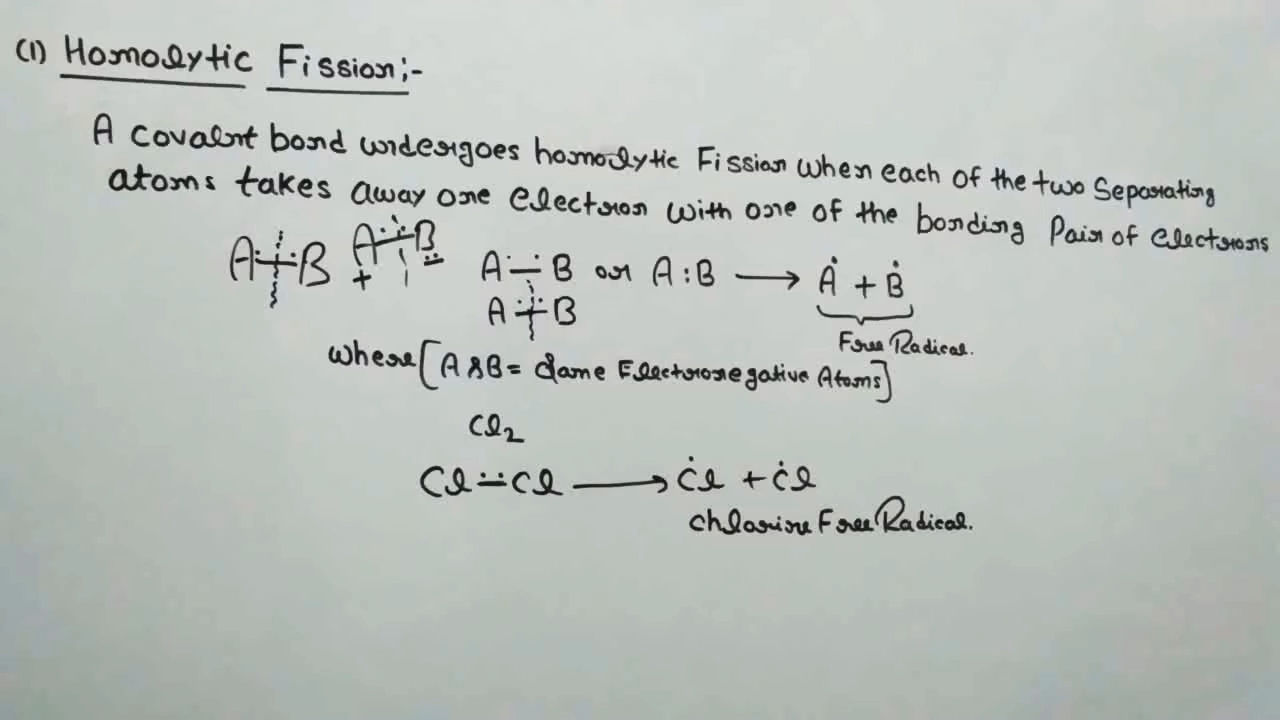 (1) Homolytic Fission:-
A covalent bond undergoes homolytic Fission when each of the two Separating
atoms takes away one electron with one of the bonding Pair of electrons
A÷B A÷B A—B or A:B ⟶ Ȧ + Ḃ
+
A÷B
Free Radical.
where [A & B = Same Electronegative Atoms]
Cl₂
Cl—Cl ⟶ Ċl + Ċl
chlorine Free Radical.